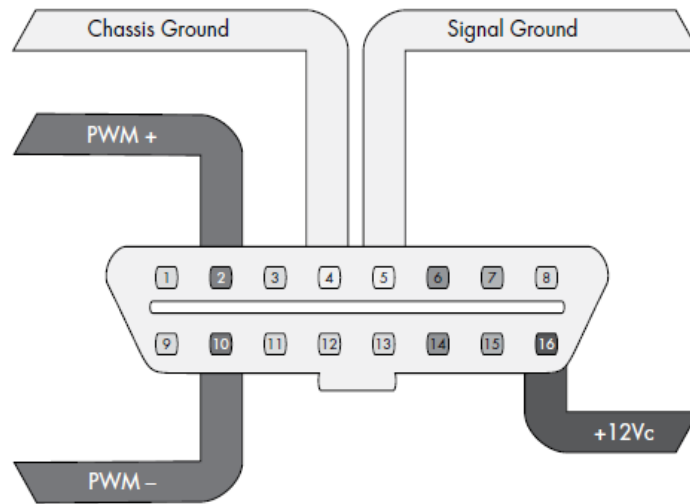 Chassis Ground Signal Ground
PWM +
1 2 3 4 5 6 7 8
9 10 11 12 13 14 15 16
+12Vc
PWM –